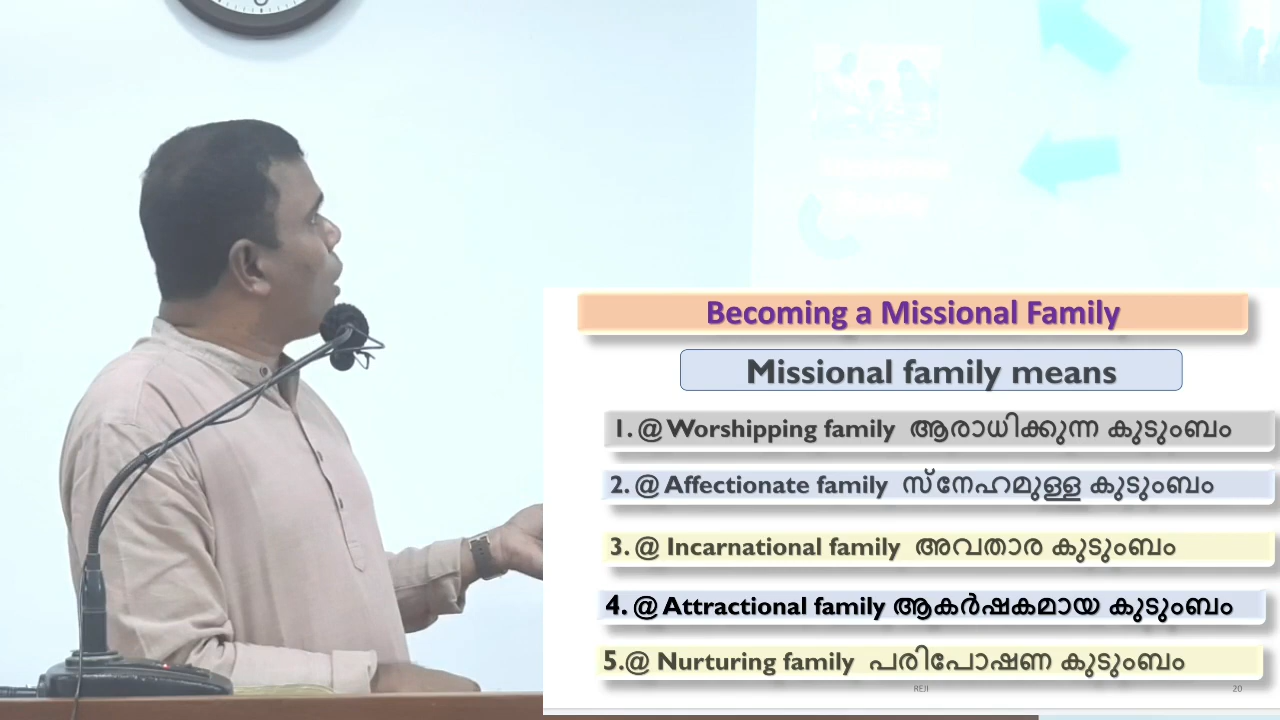 Becoming a Missional Family
Missional family means
1. @ Worshipping family ആരാധിക്കുന്ന കുടുംബം
2. @ Affectionate family സ്നേഹമുള്ള കുടുംബം
3. @ Incarnational family അവതാര കുടുംബം
4. @ Attractional family ആകർഷകമായ കുടുംബം
5.@ Nurturing family പരിപോഷണ കുടുംബം
REJI 20